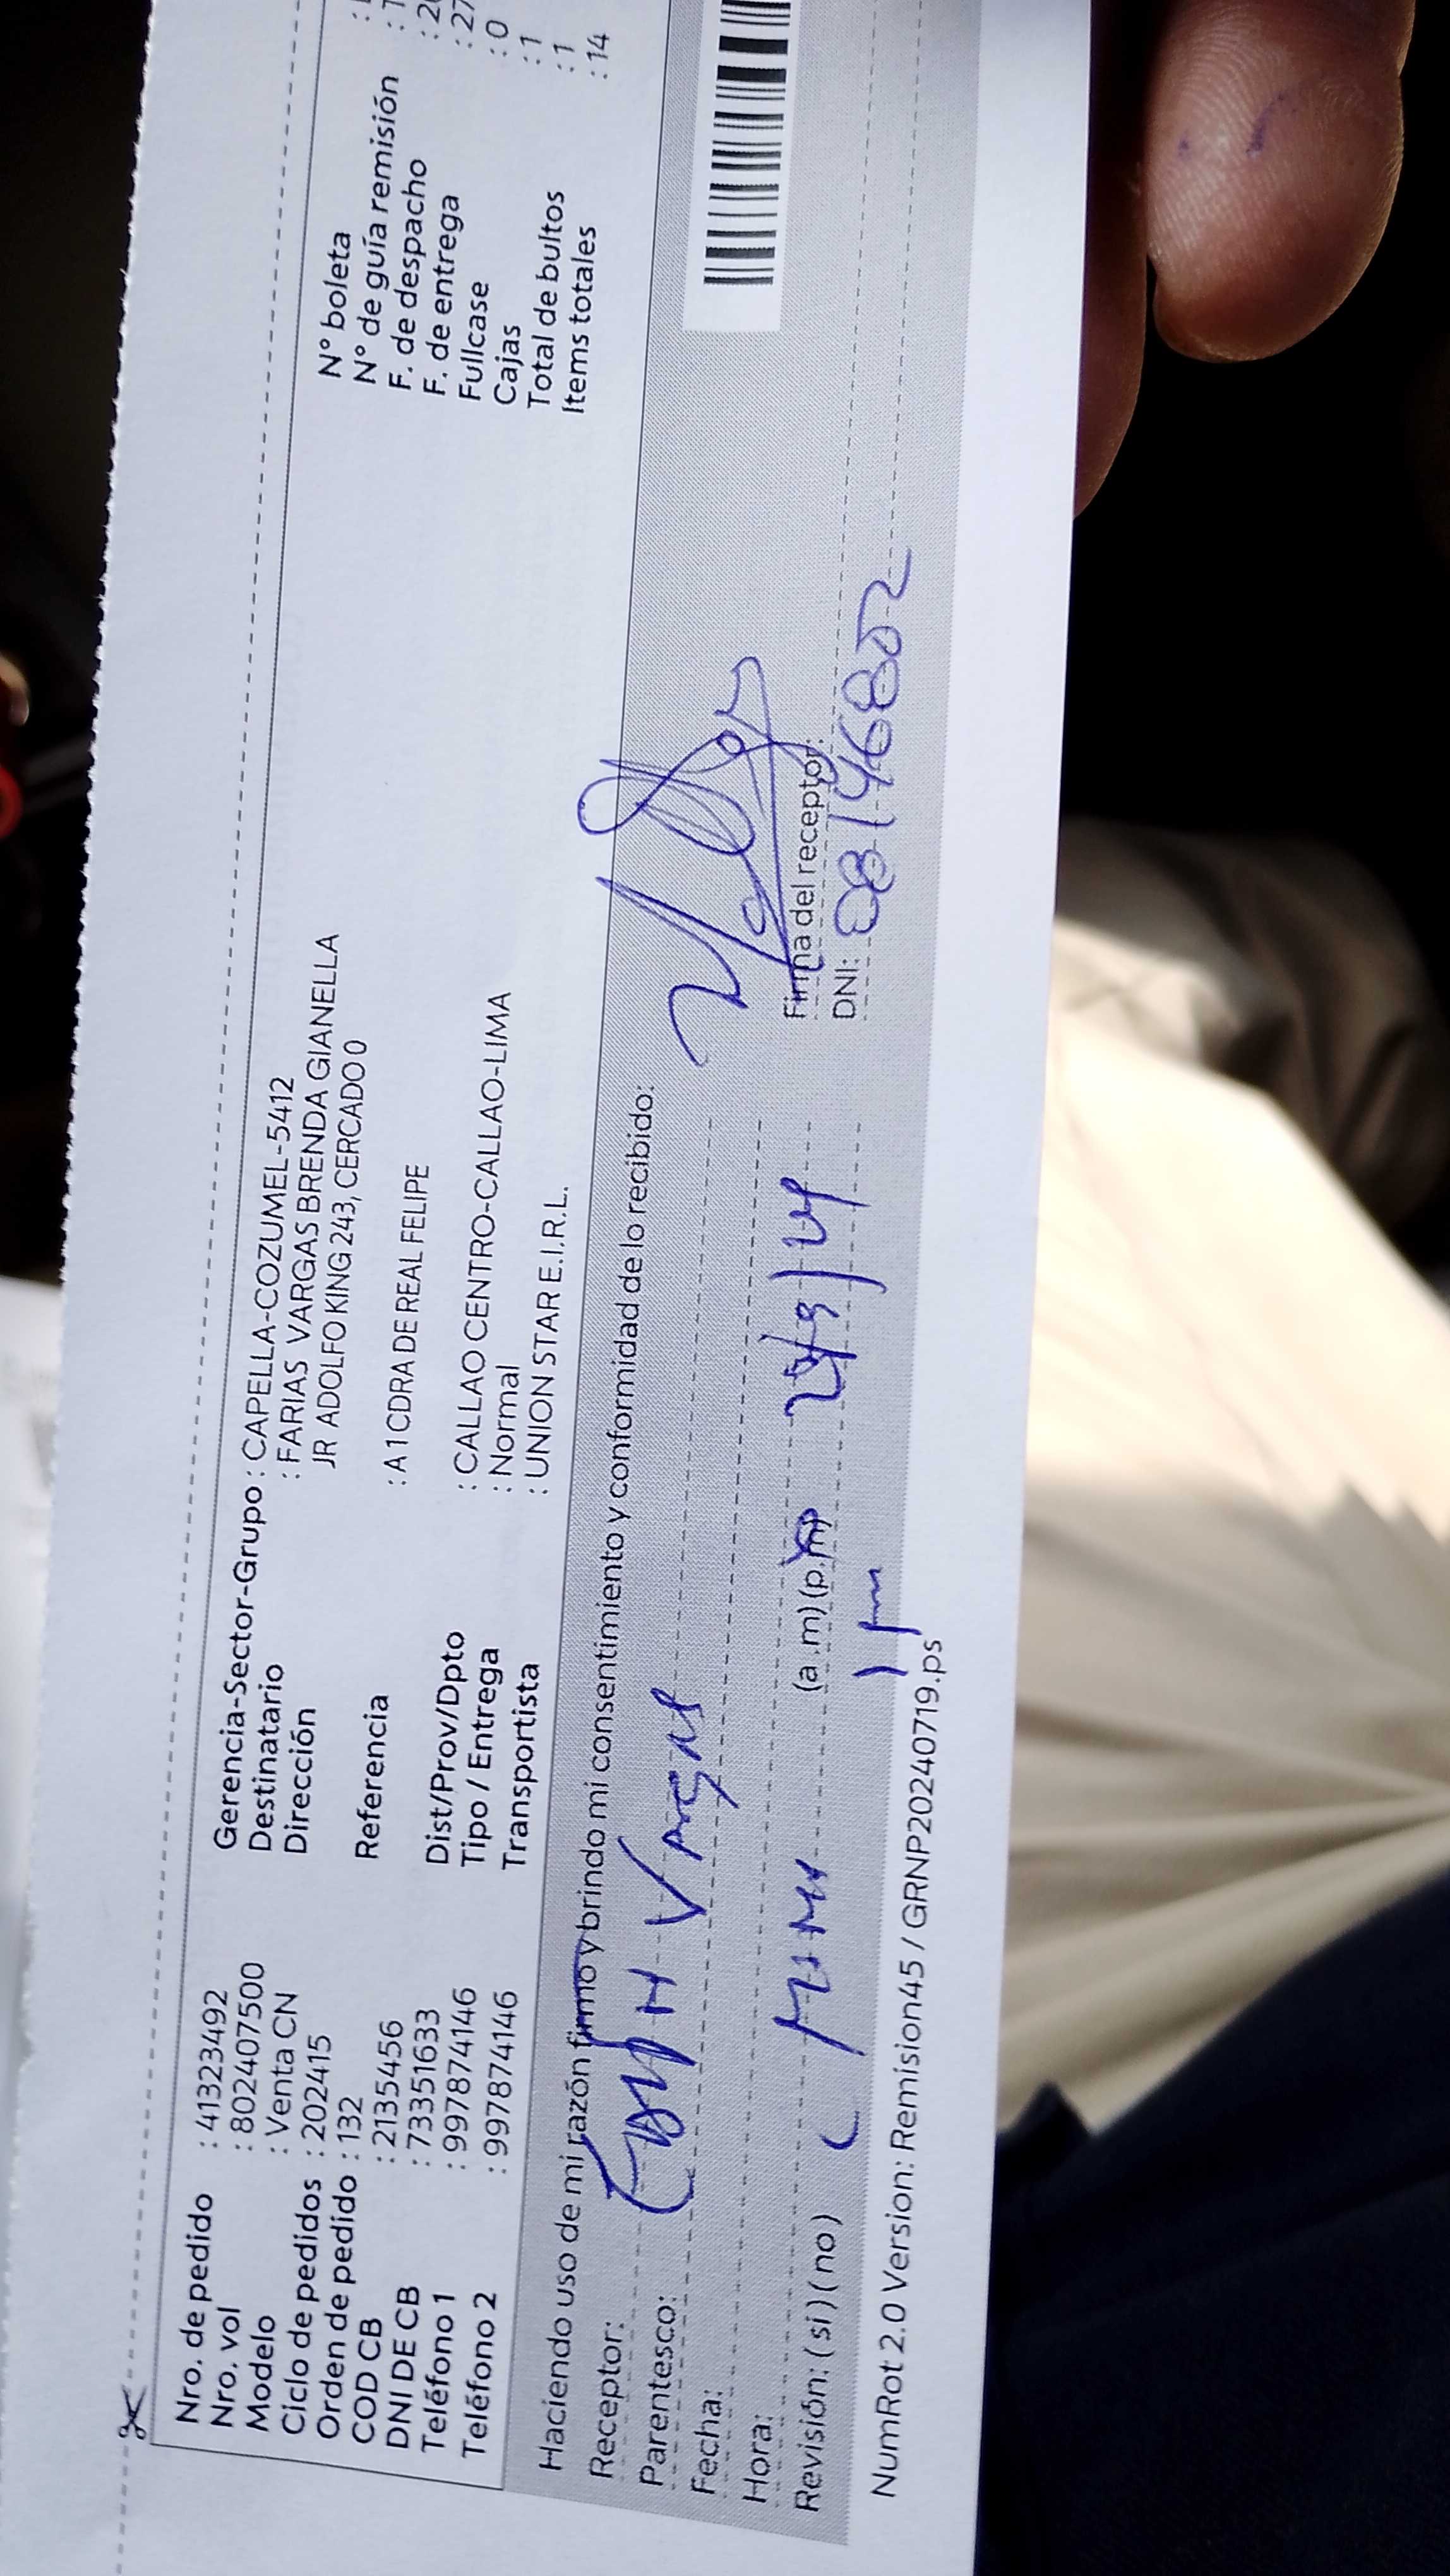 Nro. de pedido : 413223492
Nro. vol : 802407500
Modelo : Venta CN
Ciclo de pedidos : 202415
Orden de pedido : 132
COD CB : 2135456
DNI DE CB : 73351633
Teléfono 1 : 997874146
Teléfono 2 : 997874146
Gerencia-Sector-Grupo : CAPELLA-COZUMEL-5412
Destinatario : FARIAS VARGAS BRENDA GIANELLA
Dirección JR ADOLFO KING 243, CERCADO 0
Referencia : A 1 CDRA DE REAL FELIPE
Dist/Prov/Dpto : CALLAO CENTRO-CALLAO-LIMA
Tipo / Entrega : Normal
Transportista : UNION STAR E.I.R.L.
N° boleta :
N° de guía remisión :
F. de despacho :
F. de entrega :
Fullcase : 0
Cajas : 1
Total de bultos : 1
Items totales : 14
Haciendo uso de mi razón firmo y brindo mi consentimiento y conformidad de lo recibido:
Receptor: Vargas
Parentesco:
Fecha:
Hora: (a .m) (p.m)
Revisión: (si) (no)
Firma del receptor:
DNI: 08146802
NumRot 2.0 Version: Remision45 / GRNP20240719.ps